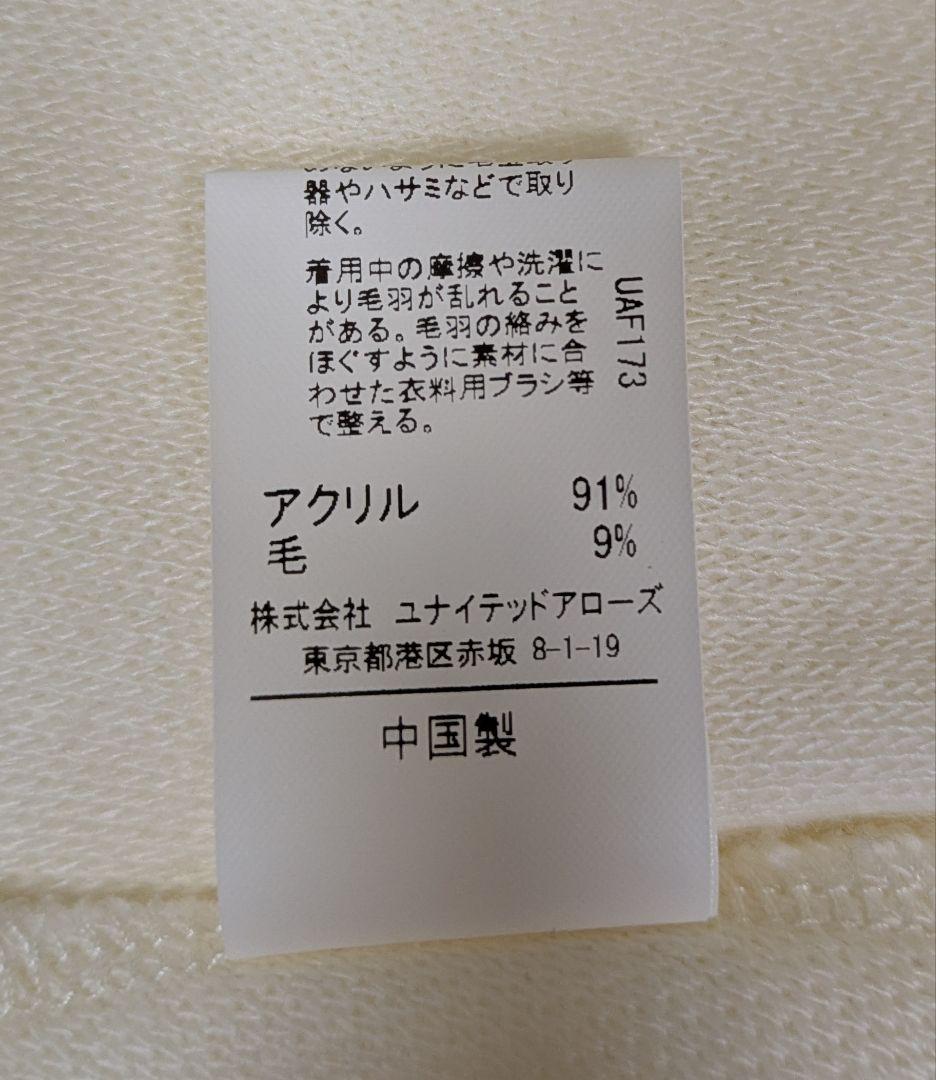 器やハサミなどで取り
除く。
着用中の摩擦や洗濯に
より毛羽が乱れること
がある。毛羽の絡みを
ほぐすように素材に合
わせた衣料用ブラシ等
で整える。
UAF173
アクリル 91%
毛 9%
株式会社 ユナイテッドアローズ
東京都港区赤坂 8-1-19
中国製